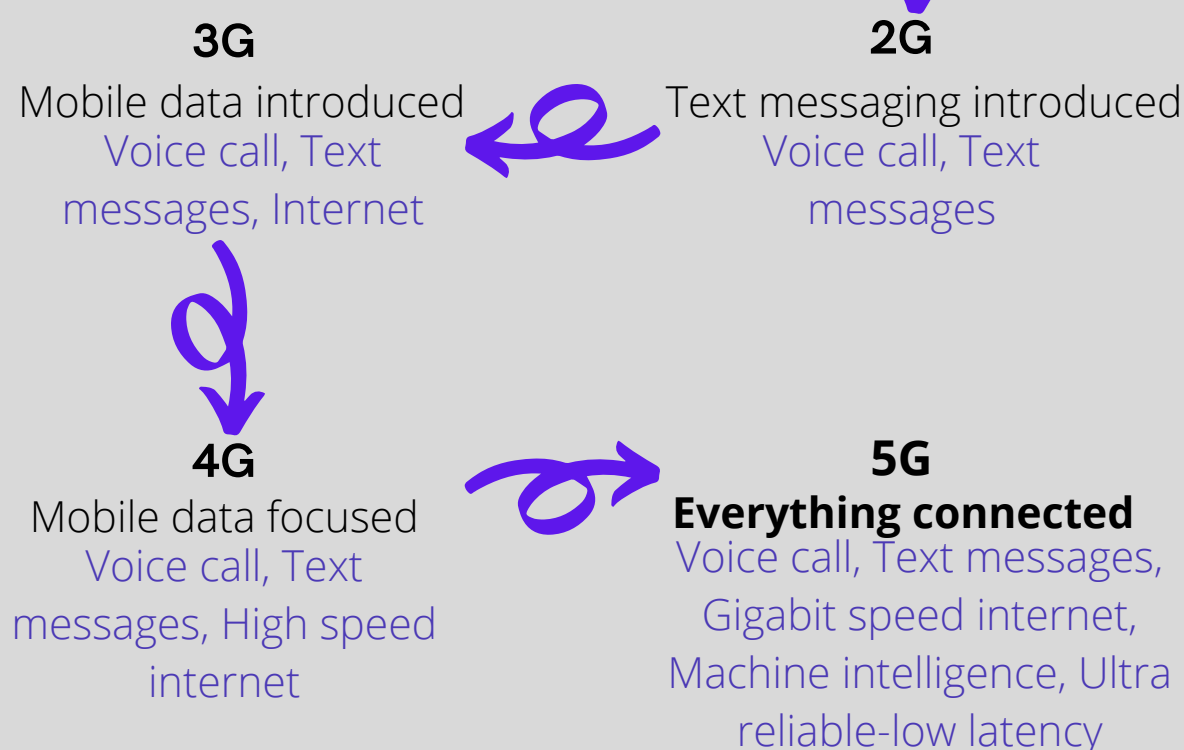 2G
Text messaging introduced
Voice call, Text
messages
3G
Mobile data introduced
Voice call, Text
messages, Internet
4G
Mobile data focused
Voice call, Text
messages, High speed
internet
5G
Everything connected
Voice call, Text messages,
Gigabit speed internet,
Machine intelligence, Ultra
reliable-low latency